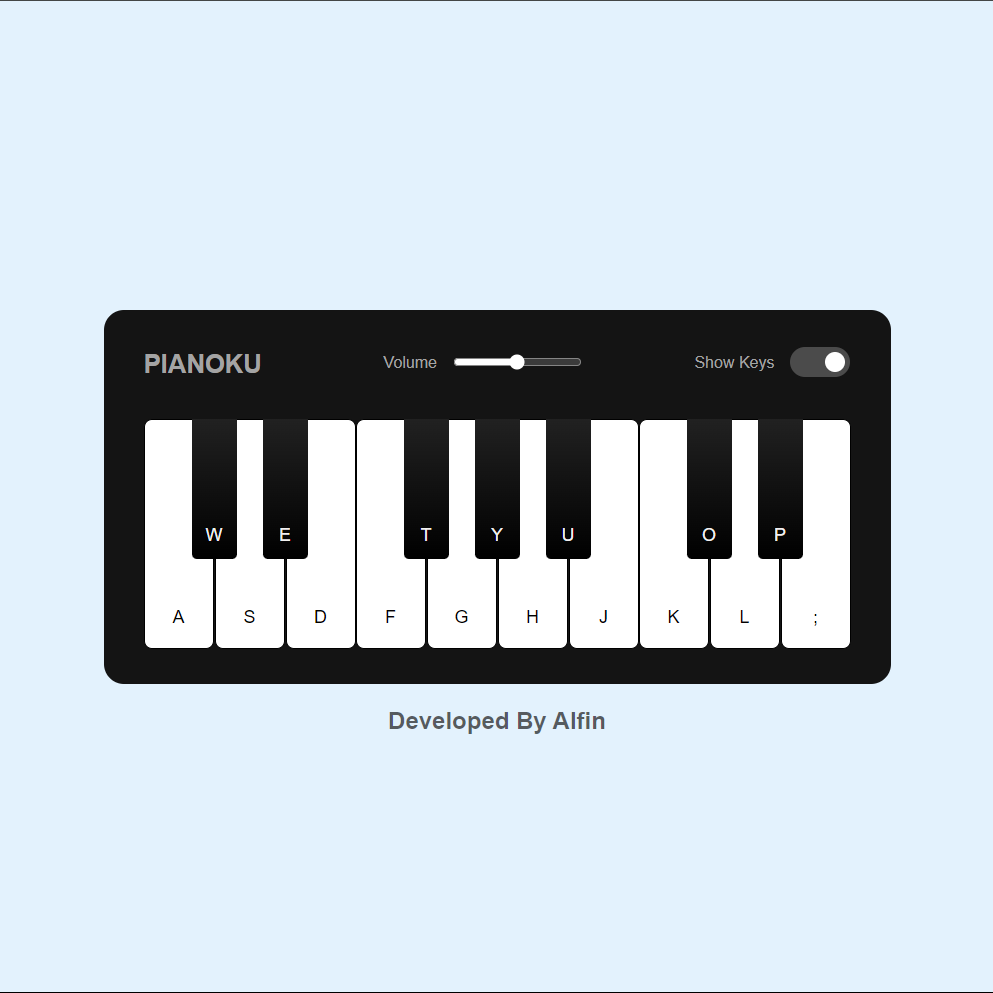 PIANOKU Volume Show Keys
W E T Y U O P
A S D F G H J K L ;
Developed By Alfin